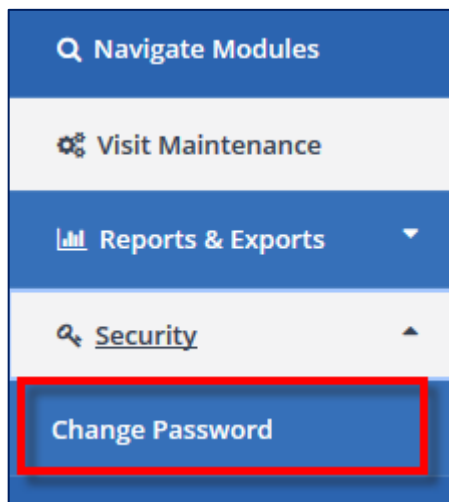 Navigate Modules
Visit Maintenance
Reports & Exports
Security
Change Password